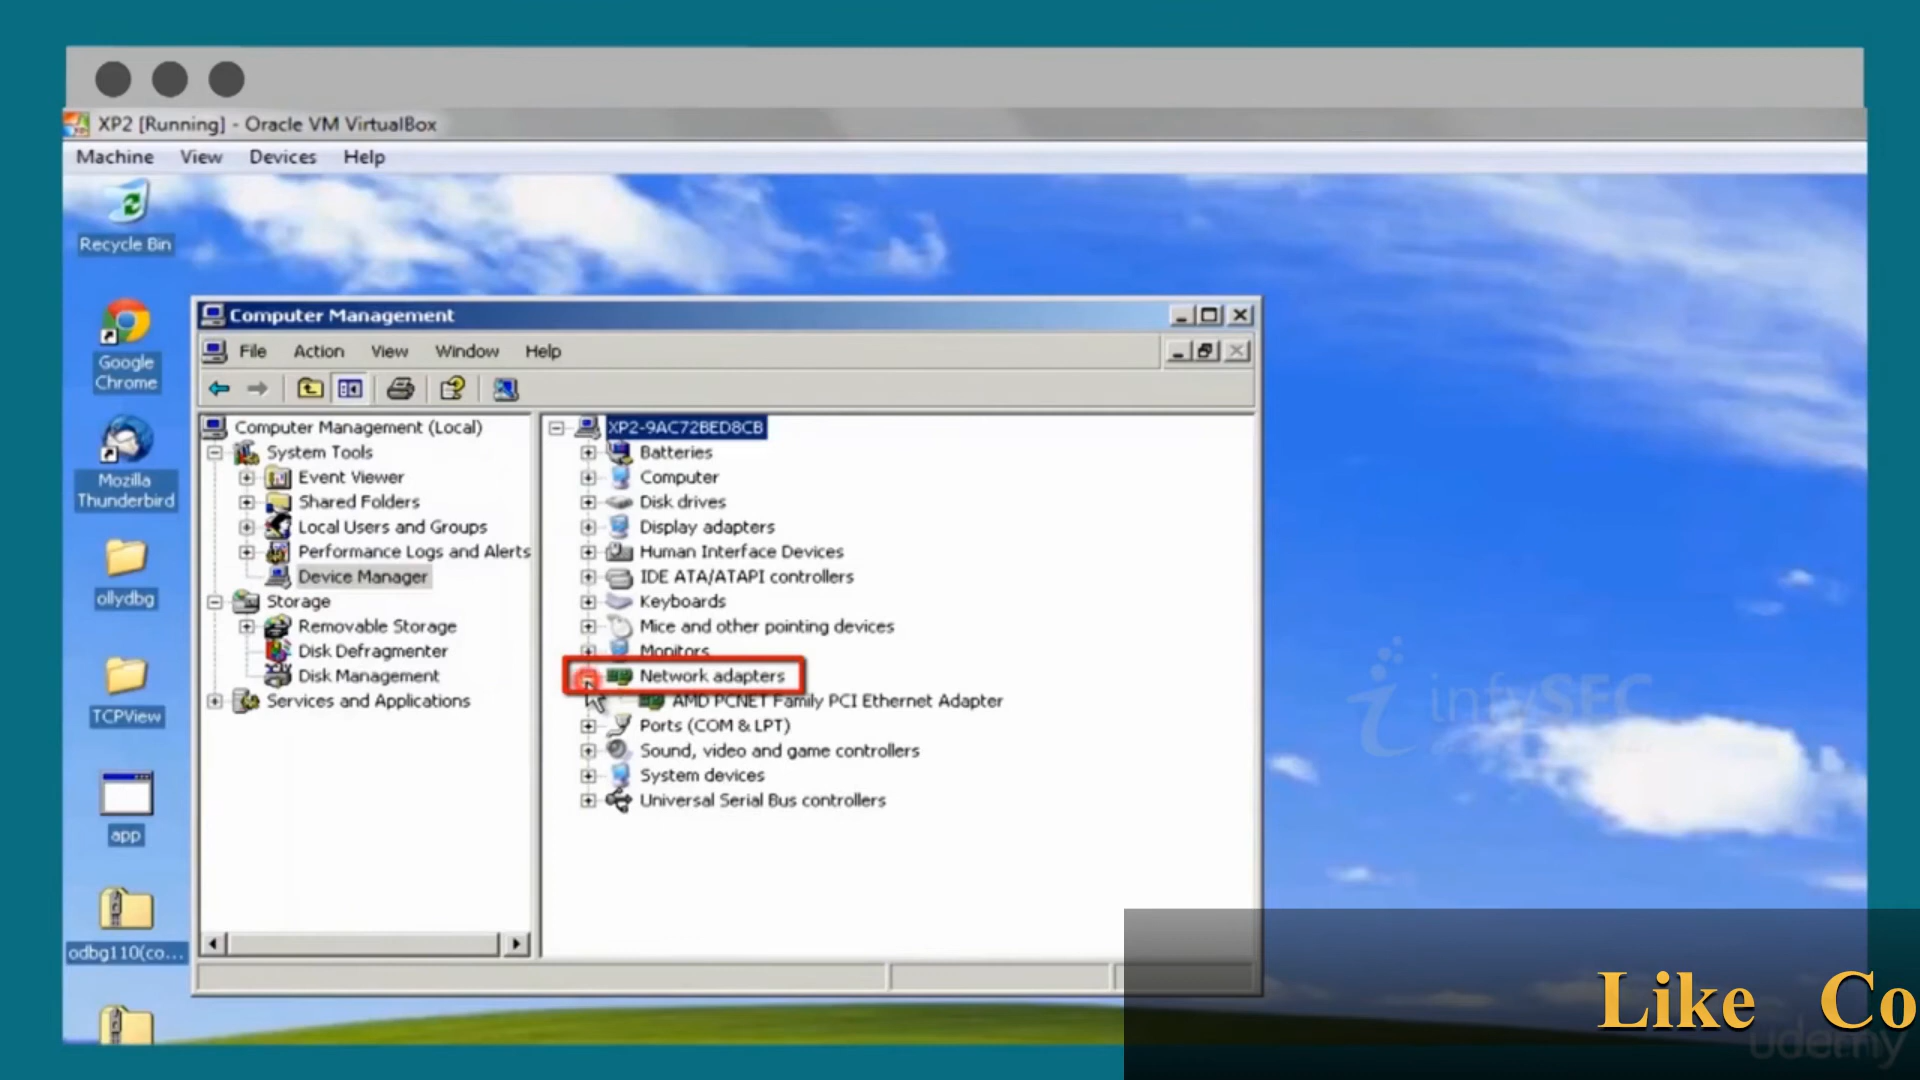 XP2 [Running] - Oracle VM VirtualBox
Machine View Devices Help
Recycle Bin
Google
Chrome
Mozilla
Thunderbird
ollydbg
TCPView
app
odbg110(co...
Computer Management
File Action View Window Help
Computer Management (Local)
System Tools
Event Viewer
Shared Folders
Local Users and Groups
Performance Logs and Alerts
Device Manager
Storage
Removable Storage
Disk Defragmenter
Disk Management
Services and Applications
XP2-9AC72BED8CB
Batteries
Computer
Disk drives
Display adapters
Human Interface Devices
IDE ATA/ATAPI controllers
Keyboards
Mice and other pointing devices
Monitors
Network adapters
AMD PCNET Family PCI Ethernet Adapter
Ports (COM & LPT)
Sound, video and game controllers
System devices
Universal Serial Bus controllers
infySEC
Like Co
udemy